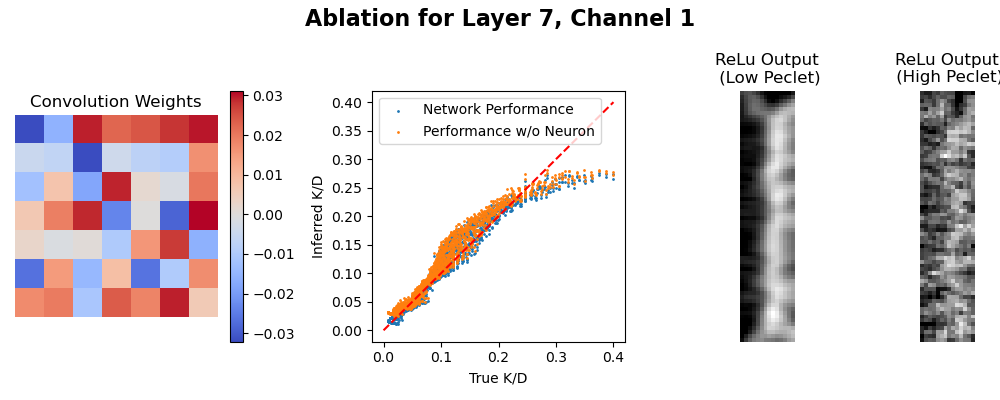 Ablation for Layer 7, Channel 1
Convolution Weights
0.03
0.02
0.01
0.00
−0.01
−0.02
−0.03
Network Performance
Performance w/o Neuron
0.40
0.35
0.30
0.25
0.20
0.15
0.10
0.05
0.00
Inferred K/D
0.0 0.1 0.2 0.3 0.4
True K/D
ReLu Output
(Low Peclet)
ReLu Output
(High Peclet)